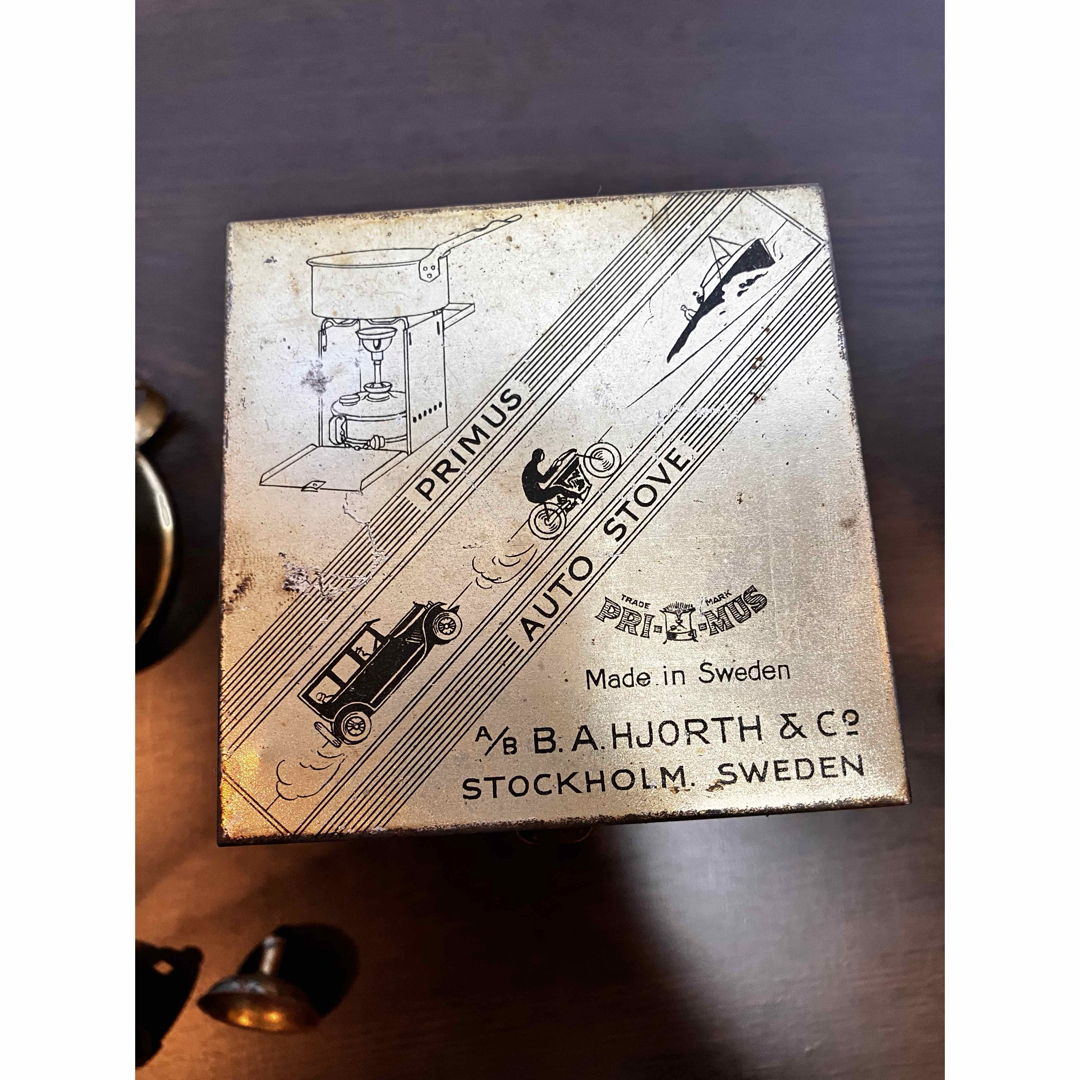 PRIMUS
AUTO STOVE
TRADE MARK
PRI-MUS
Made in Sweden
A/B B. A. HJORTH & Cº
STOCKHOLM. SWEDEN